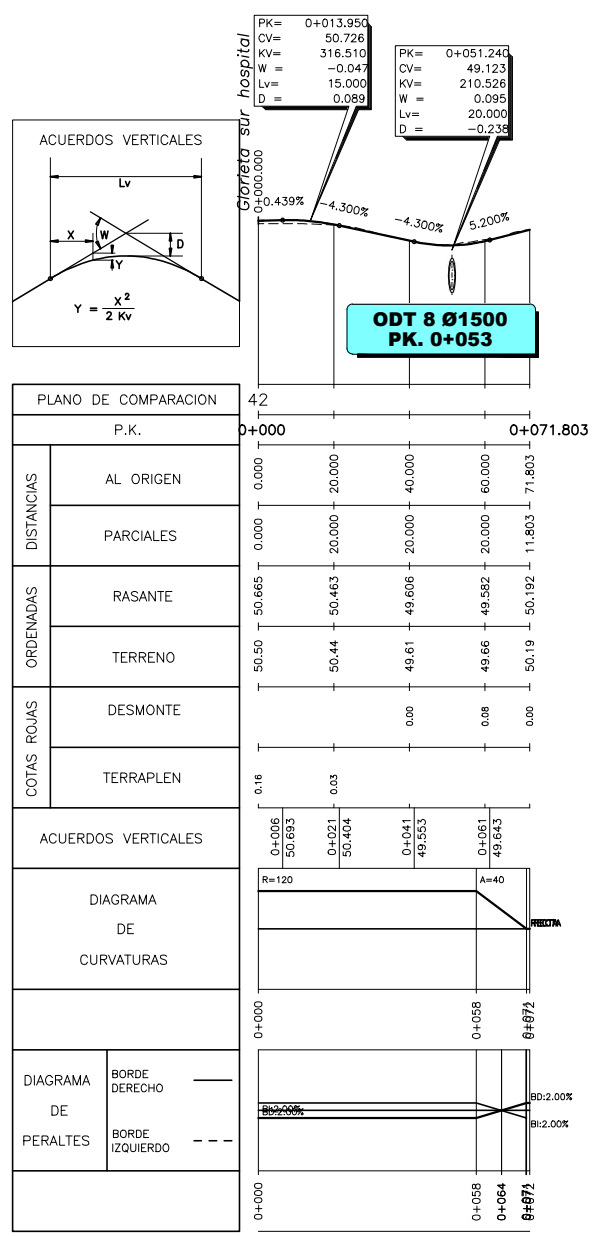 PK= 0+013.950
CV= 50.726
KV= 316.510
W = -0.047
Lv= 15.000
D = 0.089
PK= 0+051.240
CV= 49.123
KV= 210.526
W = 0.095
Lv= 20.000
D = -0.238
Glorieta sur hospital
0+000.000
ACUERDOS VERTICALES
Lv
X
W
D
Y
Y = X² / 2 Kv
+0.439%
-4.300%
-4.300%
5.200%
ODT 8 Ø1500
PK. 0+053
PLANO DE COMPARACION 42
P.K. 0+000 0+071.803
DISTANCIAS
AL ORIGEN 0.000 20.000 40.000 60.000 71.803
PARCIALES 0.000 20.000 20.000 20.000 11.803
ORDENADAS
RASANTE 50.665 50.463 49.606 49.582 50.192
TERRENO 50.50 50.44 49.61 49.66 50.19
COTAS ROJAS
DESMONTE 0.00 0.08 0.00
TERRAPLEN 0.16 0.03
ACUERDOS VERTICALES
0+006 50.693
0+021 50.404
0+041 49.553
0+061 49.643
DIAGRAMA
DE
CURVATURAS
R=120 A=40
0+000 0+058 0+071 0+072
DIAGRAMA
DE
PERALTES
BORDE
DERECHO
BORDE
IZQUIERDO
BI:2.00%
BD:2.00%
BD:2.00%
BI:2.00%
0+000 0+058 0+064 0+071 0+072